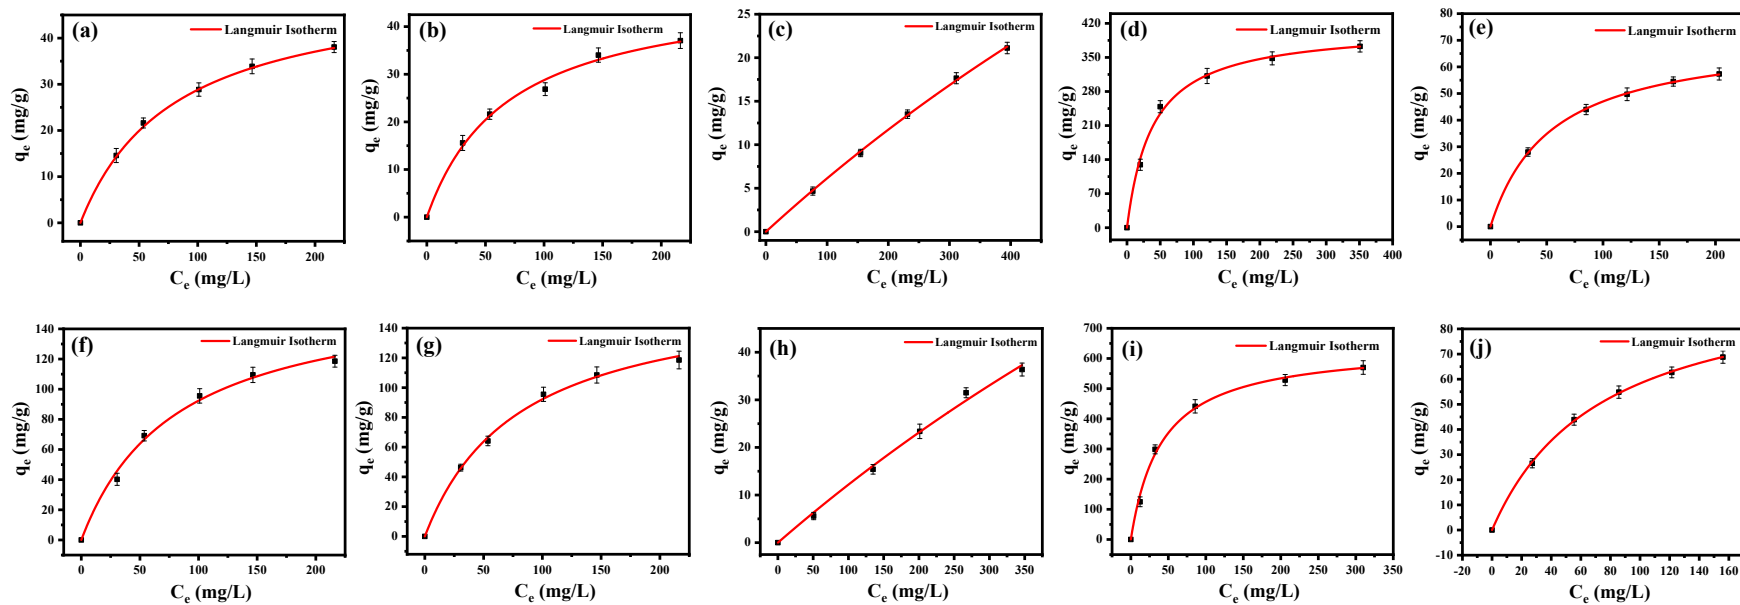 (a)
Langmuir Isotherm
40
30
20
10
0
0 50 100 150 200
qe (mg/g)
Ce (mg/L)
(b)
Langmuir Isotherm
40
30
20
10
0
0 50 100 150 200
qe (mg/g)
Ce (mg/L)
(c)
Langmuir Isotherm
25
20
15
10
5
0
0 100 200 300 400
qe (mg/g)
Ce (mg/L)
(d)
Langmuir Isotherm
420
350
280
210
140
70
0
0 50 100 150 200 250 300 350 400
qe (mg/g)
Ce (mg/L)
(e)
Langmuir Isotherm
80
70
60
50
40
30
20
10
0
0 50 100 150 200
qe (mg/g)
Ce (mg/L)
(f)
Langmuir Isotherm
140
120
100
80
60
40
20
0
0 50 100 150 200
qe (mg/g)
Ce (mg/L)
(g)
Langmuir Isotherm
140
120
100
80
60
40
20
0
0 50 100 150 200
qe (mg/g)
Ce (mg/L)
(h)
Langmuir Isotherm
40
30
20
10
0
0 50 100 150 200 250 300 350
qe (mg/g)
Ce (mg/L)
(i)
Langmuir Isotherm
700
600
500
400
300
200
100
0
0 50 100 150 200 250 300 350
qe (mg/g)
Ce (mg/L)
(j)
Langmuir Isotherm
80
70
60
50
40
30
20
10
0
-10
-20 0 20 40 60 80 100 120 140 160
qe (mg/g)
Ce (mg/L)